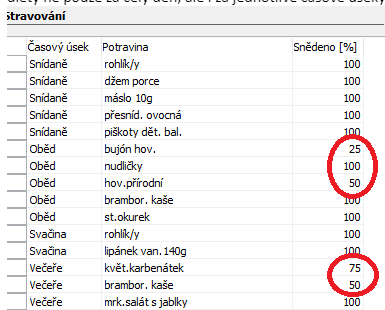 diety ne pouze za celý den, ale i za jednotlivé časové úseky
Stravování
Časový úsek Potravina Snědeno [%]
Snídaně rohlík/y 100
Snídaně džem porce 100
Snídaně máslo 10g 100
Snídaně přesníd. ovocná 100
Snídaně piškoty dět. bal. 100
Oběd bujón hov. 25
Oběd nudličky 100
Oběd hov.přírodní 50
Oběd brambor. kaše 100
Oběd st.okurek 100
Svačina rohlík/y 100
Svačina lipánek van.140g 100
Večeře květ.karbenátek 75
Večeře brambor. kaše 50
Večeře mrk.salát s jablky 100